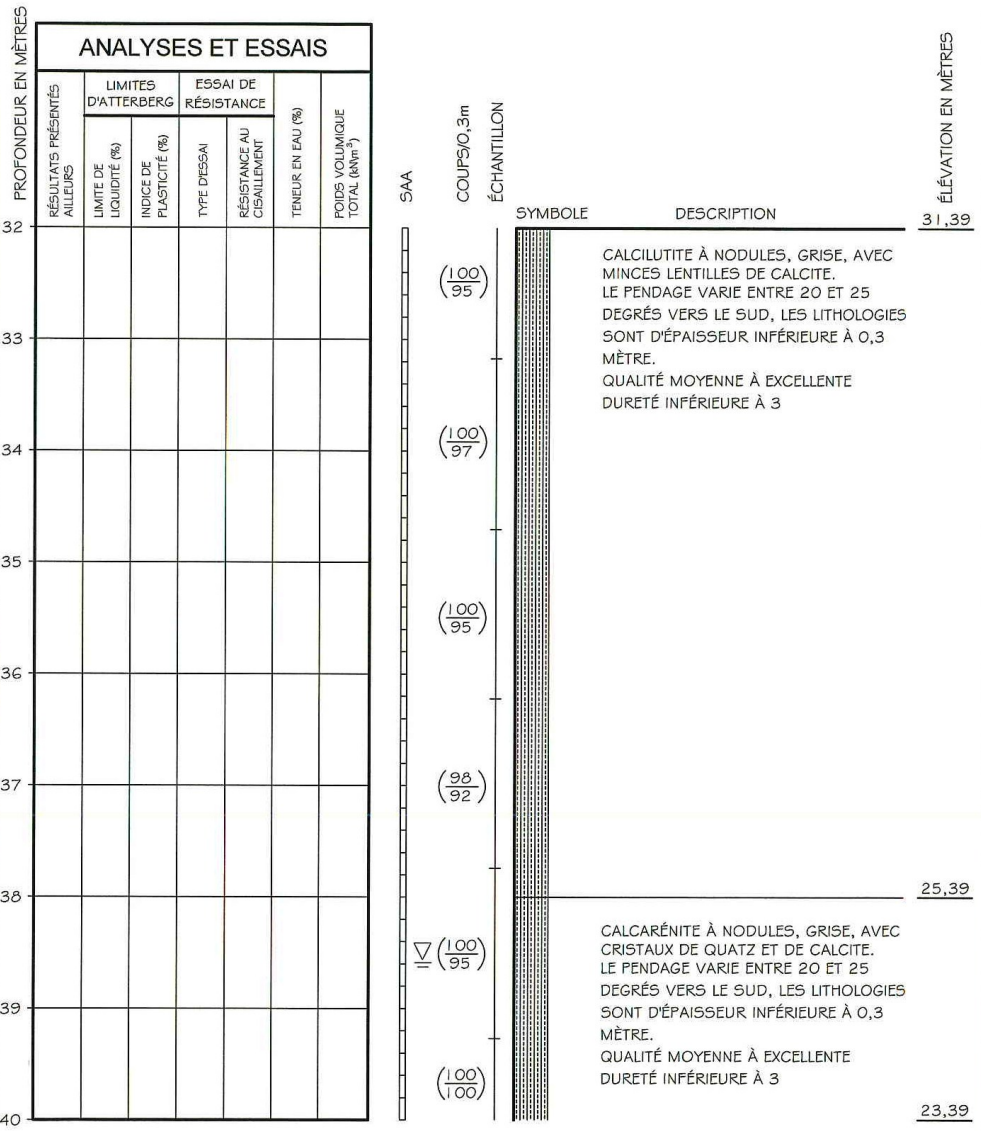 PROFONDEUR EN MÈTRES
ANALYSES ET ESSAIS
RÉSULTATS PRÉSENTÉS
AILLEURS
LIMITES
D'ATTERBERG
LIMITE DE
LIQUIDITÉ (%)
INDICE DE
PLASTICITÉ (%)
ESSAI DE
RÉSISTANCE
TYPE D'ESSAI
RÉSISTANCE AU
CISAILLEMENT
TENEUR EN EAU (%)
POIDS VOLUMIQUE
TOTAL (kN\m³)
SAA
COUPS/0,3m
ÉCHANTILLON
SYMBOLE
DESCRIPTION
ÉLÉVATION EN MÈTRES
32
31,39
(100/95)
CALCILUTITE À NODULES, GRISE, AVEC
MINCES LENTILLES DE CALCITE.
LE PENDAGE VARIE ENTRE 20 ET 25
DEGRÉS VERS LE SUD, LES LITHOLOGIES
SONT D'ÉPAISSEUR INFÉRIEURE À 0,3
MÈTRE.
QUALITÉ MOYENNE À EXCELLENTE
DURETÉ INFÉRIEURE À 3
33
(100/97)
34
35
(100/95)
36
37
(98/92)
38
25,39
(100/95)
CALCARÉNITE À NODULES, GRISE, AVEC
CRISTAUX DE QUATZ ET DE CALCITE.
LE PENDAGE VARIE ENTRE 20 ET 25
DEGRÉS VERS LE SUD, LES LITHOLOGIES
SONT D'ÉPAISSEUR INFÉRIEURE À 0,3
MÈTRE.
QUALITÉ MOYENNE À EXCELLENTE
DURETÉ INFÉRIEURE À 3
39
(100/100)
40
23,39